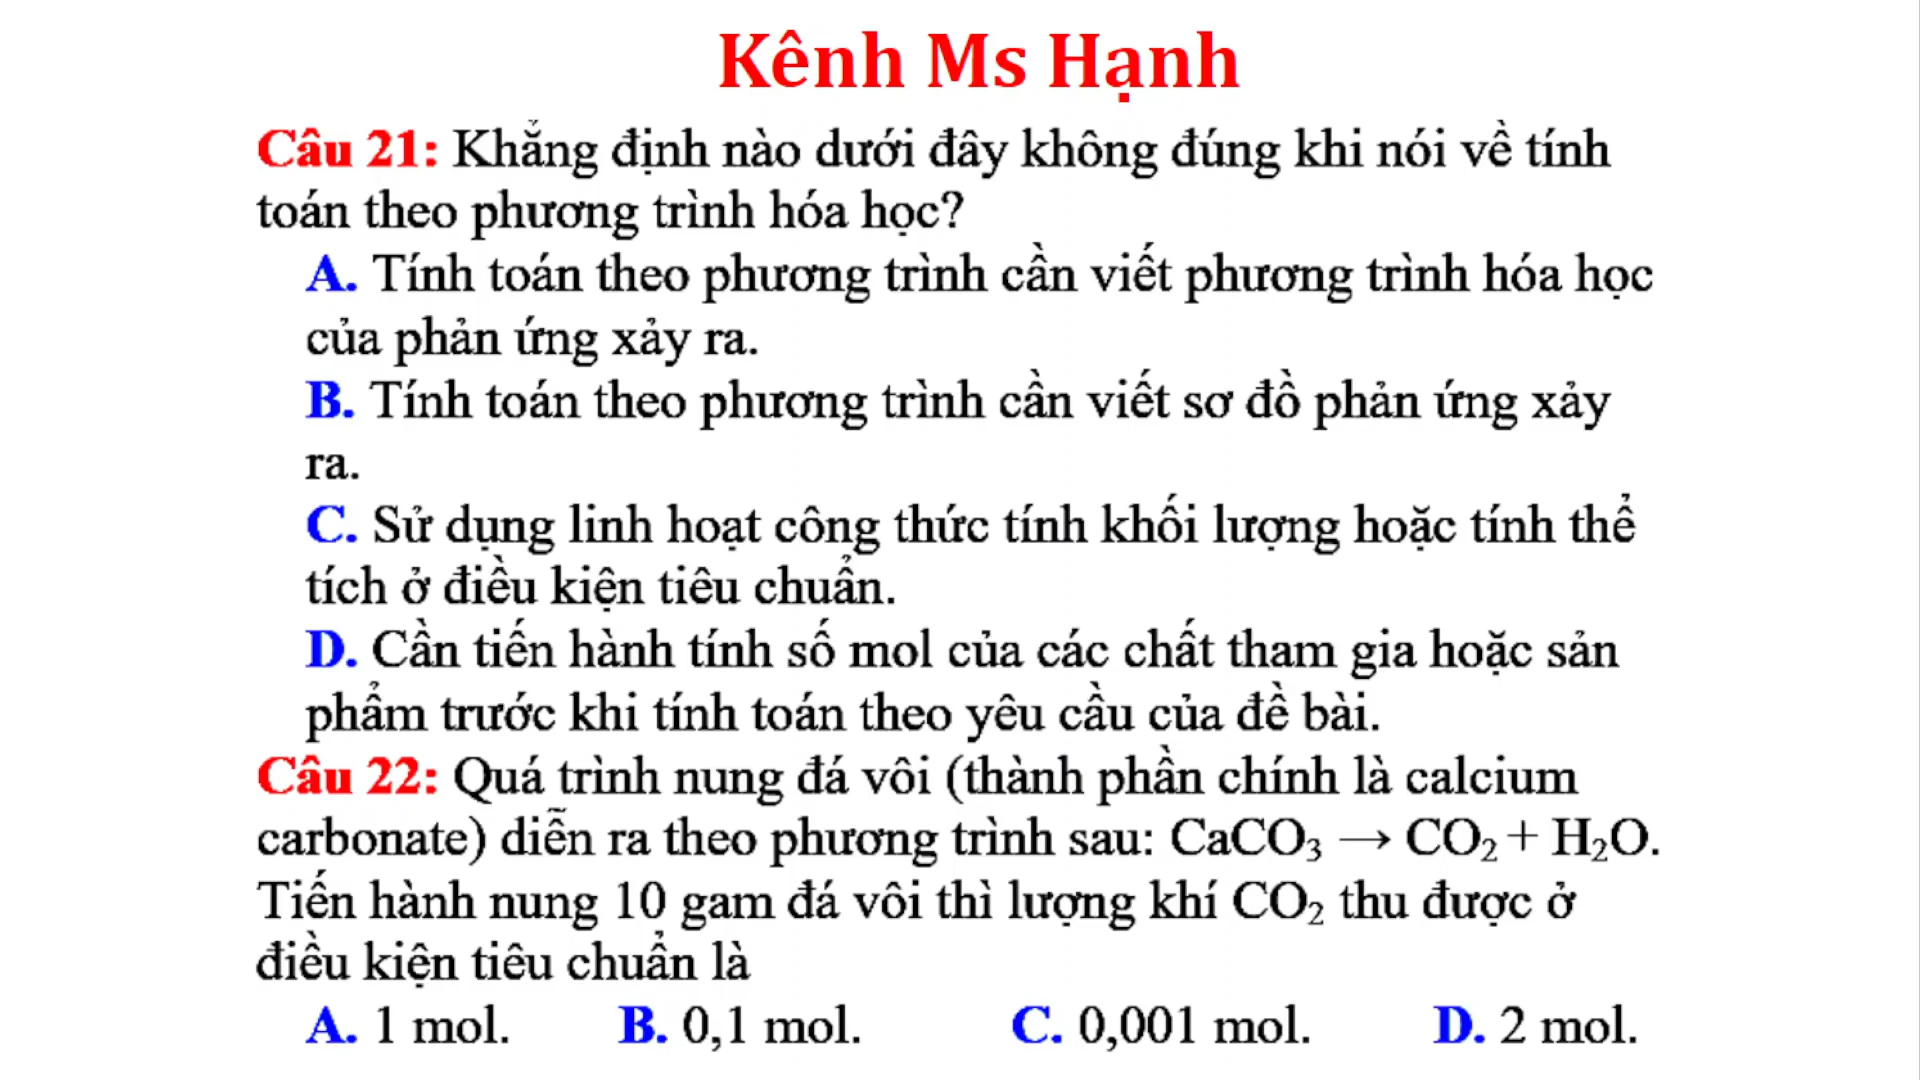 Kênh Ms Hạnh
Câu 21: Khẳng định nào dưới đây không đúng khi nói về tính
toán theo phương trình hóa học?
A. Tính toán theo phương trình cần viết phương trình hóa học
của phản ứng xảy ra.
B. Tính toán theo phương trình cần viết sơ đồ phản ứng xảy
ra.
C. Sử dụng linh hoạt công thức tính khối lượng hoặc tính thể
tích ở điều kiện tiêu chuẩn.
D. Cần tiến hành tính số mol của các chất tham gia hoặc sản
phẩm trước khi tính toán theo yêu cầu của đề bài.
Câu 22: Quá trình nung đá vôi (thành phần chính là calcium
carbonate) diễn ra theo phương trình sau: CaCO₃ → CO₂ + H₂O.
Tiến hành nung 10 gam đá vôi thì lượng khí CO₂ thu được ở
điều kiện tiêu chuẩn là
A. 1 mol. B. 0,1 mol. C. 0,001 mol. D. 2 mol.